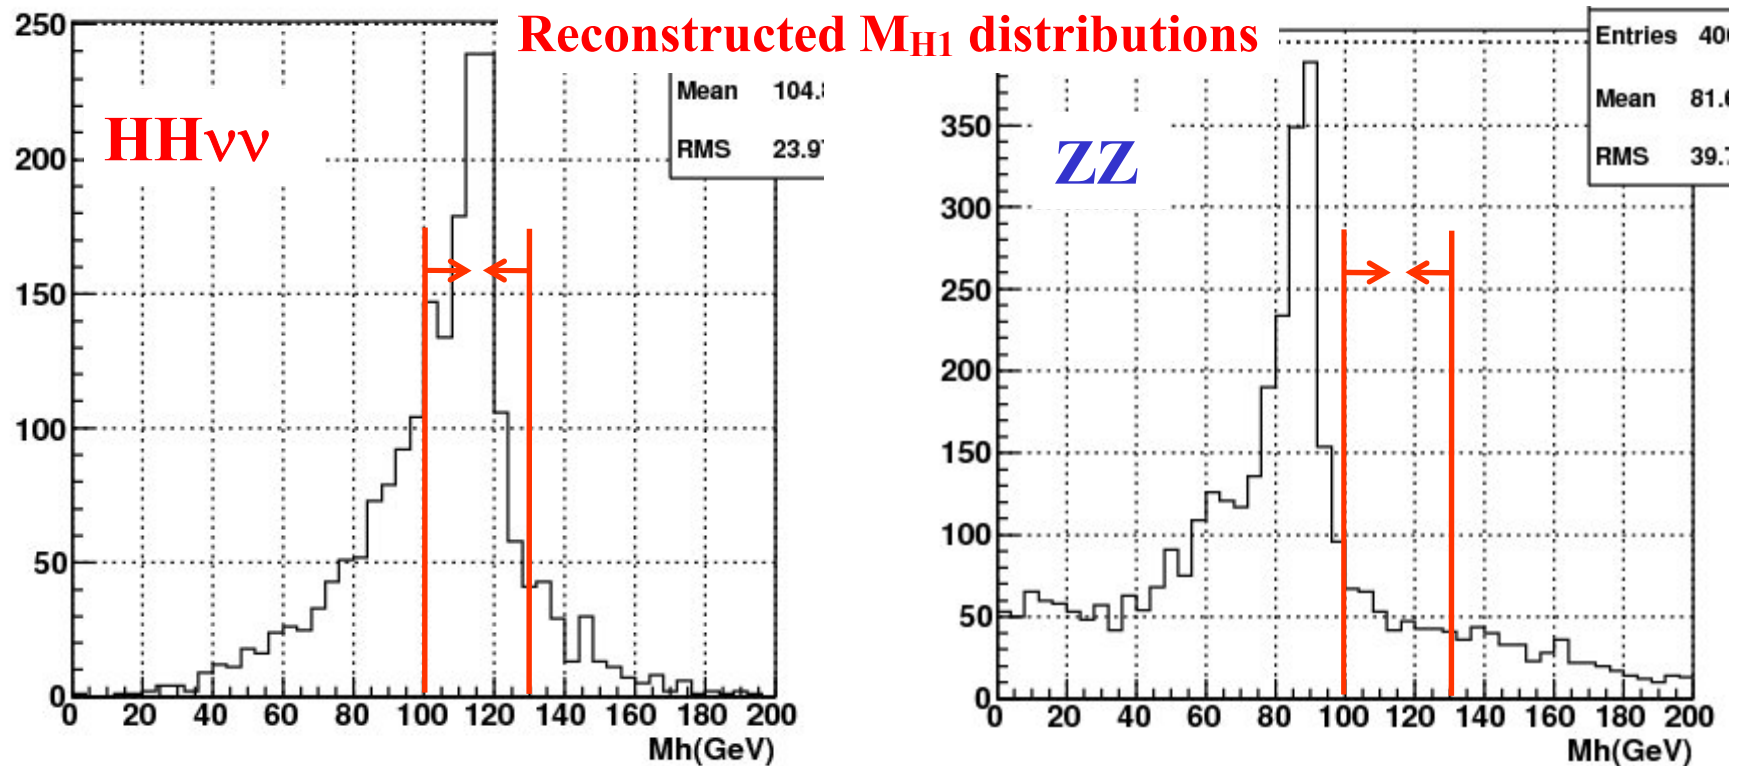 Reconstructed MH1 distributions
250
200
150
100
50
0
HHνν
Mean 104.
RMS 23.9
0 20 40 60 80 100 120 140 160 180 200
Mh(GeV)
350
300
250
200
150
100
50
0
ZZ
Entries 40
Mean 81.
RMS 39.
0 20 40 60 80 100 120 140 160 180 200
Mh(GeV)